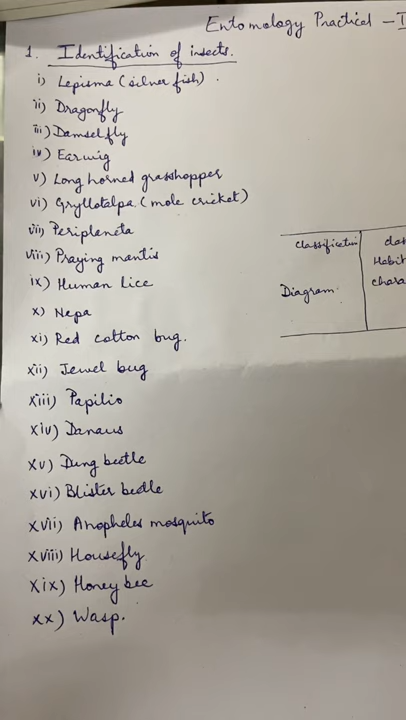 Entomology Practical - I
1. Identification of insects.
i) Lepisma (silver fish).
ii) Dragonfly
iii) Damselfly
iv) Earwig
v) Long horned grasshopper
vi) Gryllotalpa (mole cricket)
vii) Periplaneta
viii) Praying mantis
ix) Human Lice
x) Nepa
xi) Red cotton bug.
xii) Jewel bug
xiii) Papilio
xiv) Danaus
xv) Dung beetle
xvi) Blister beetle
xvii) Anopheles mosquito
xviii) Housefly
xix) Honey bee
xx) Wasp.
Classification
Diagram.
Habit
chara